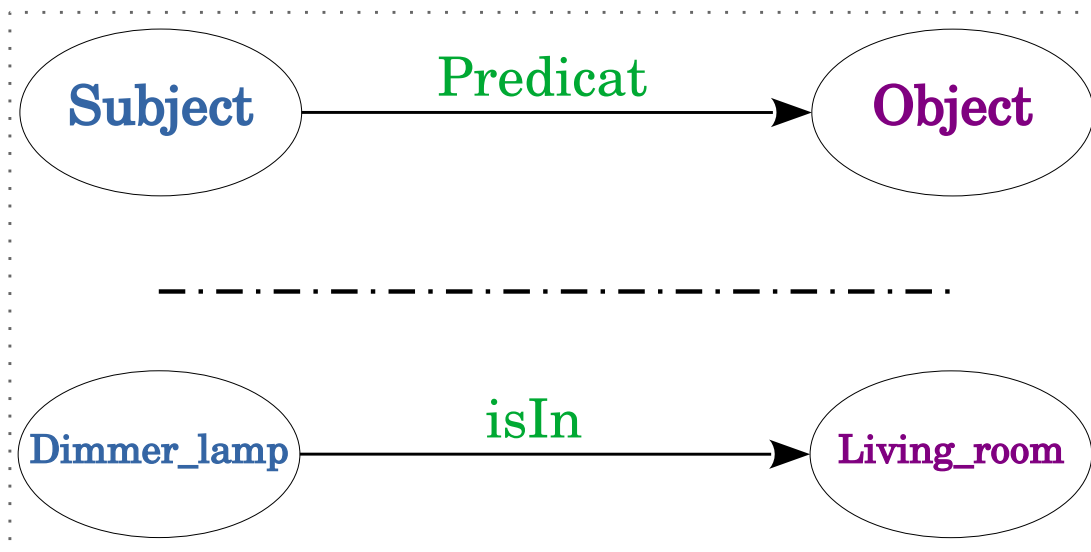 Subject
Predicat
Object
Dimmer_lamp
isIn
Living_room